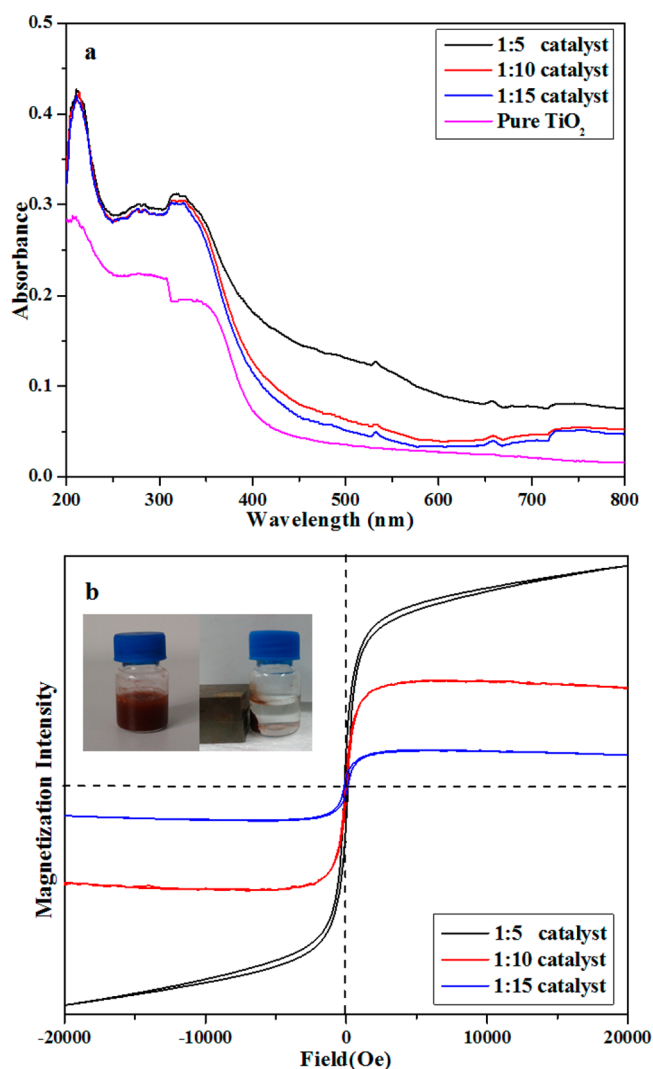 a
1:5 catalyst
1:10 catalyst
1:15 catalyst
Pure TiO₂
0.5
0.4
0.3
0.2
0.1
0.0
Absorbance
200 300 400 500 600 700 800
Wavelength (nm)
b
Magnetization Intensity
1:5 catalyst
1:10 catalyst
1:15 catalyst
-20000 -10000 0 10000 20000
Field(Oe)